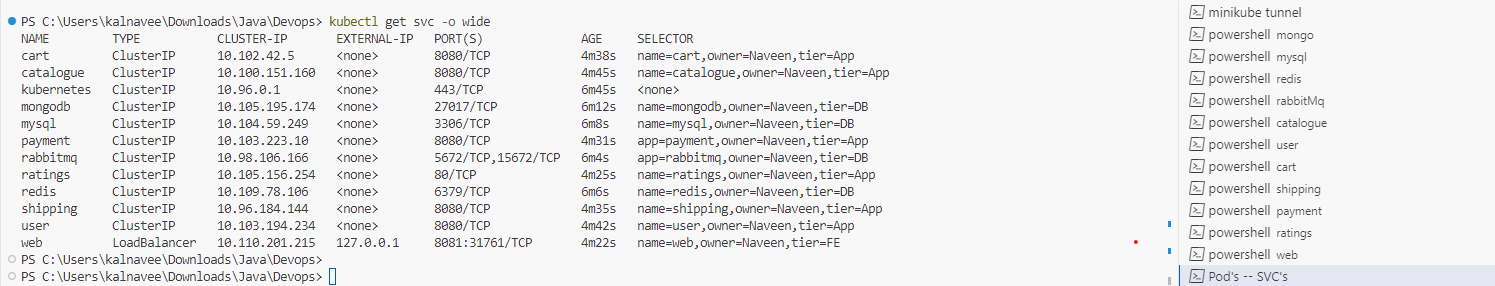 PS C:\Users\kalnavee\Downloads\Java\Devops> kubectl get svc -o wide
NAME TYPE CLUSTER-IP EXTERNAL-IP PORT(S) AGE SELECTOR
cart ClusterIP 10.102.42.5 <none> 8080/TCP 4m38s name=cart,owner=Naveen,tier=App
catalogue ClusterIP 10.100.151.160 <none> 8080/TCP 4m45s name=catalogue,owner=Naveen,tier=App
kubernetes ClusterIP 10.96.0.1 <none> 443/TCP 6m45s <none>
mongodb ClusterIP 10.105.195.174 <none> 27017/TCP 6m12s name=mongodb,owner=Naveen,tier=DB
mysql ClusterIP 10.104.59.249 <none> 3306/TCP 6m8s name=mysql,owner=Naveen,tier=DB
payment ClusterIP 10.103.223.10 <none> 8080/TCP 4m31s app=payment,owner=Naveen,tier=App
rabbitmq ClusterIP 10.98.106.166 <none> 5672/TCP,15672/TCP 6m4s app=rabbitmq,owner=Naveen,tier=DB
ratings ClusterIP 10.105.156.254 <none> 80/TCP 4m25s name=ratings,owner=Naveen,tier=App
redis ClusterIP 10.109.78.106 <none> 6379/TCP 6m6s name=redis,owner=Naveen,tier=DB
shipping ClusterIP 10.96.184.144 <none> 8080/TCP 4m35s name=shipping,owner=Naveen,tier=App
user ClusterIP 10.103.194.234 <none> 8080/TCP 4m42s name=user,owner=Naveen,tier=App
web LoadBalancer 10.110.201.215 127.0.0.1 8081:31761/TCP 4m22s name=web,owner=Naveen,tier=FE
PS C:\Users\kalnavee\Downloads\Java\Devops>
PS C:\Users\kalnavee\Downloads\Java\Devops>
minikube tunnel
powershell mongo
powershell mysql
powershell redis
powershell rabbitMq
powershell catalogue
powershell user
powershell cart
powershell shipping
powershell payment
powershell ratings
powershell web
Pod's -- SVC's